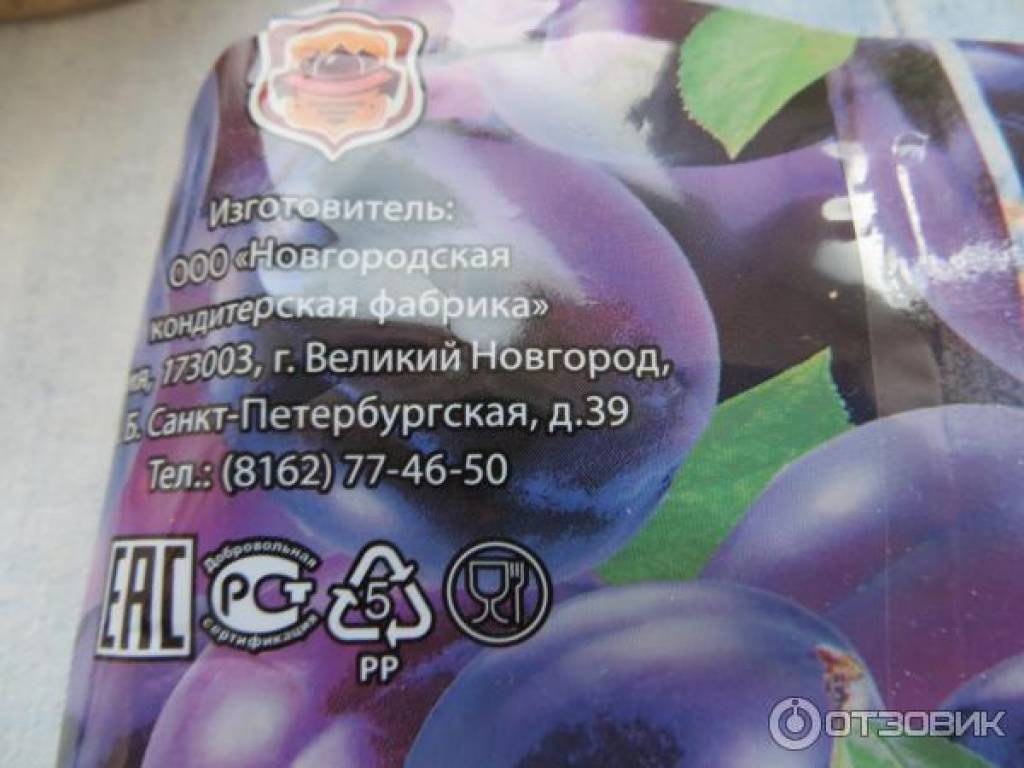 Изготовитель:
ООО «Новгородская
кондитерская фабрика»
173003, г. Великий Новгород,
Б. Санкт-Петербургская, д.39
Тел.: (8162) 77-46-50
ЕАС
Добровольная
РСТ
сертификация
5
PP
ОТЗОВИК